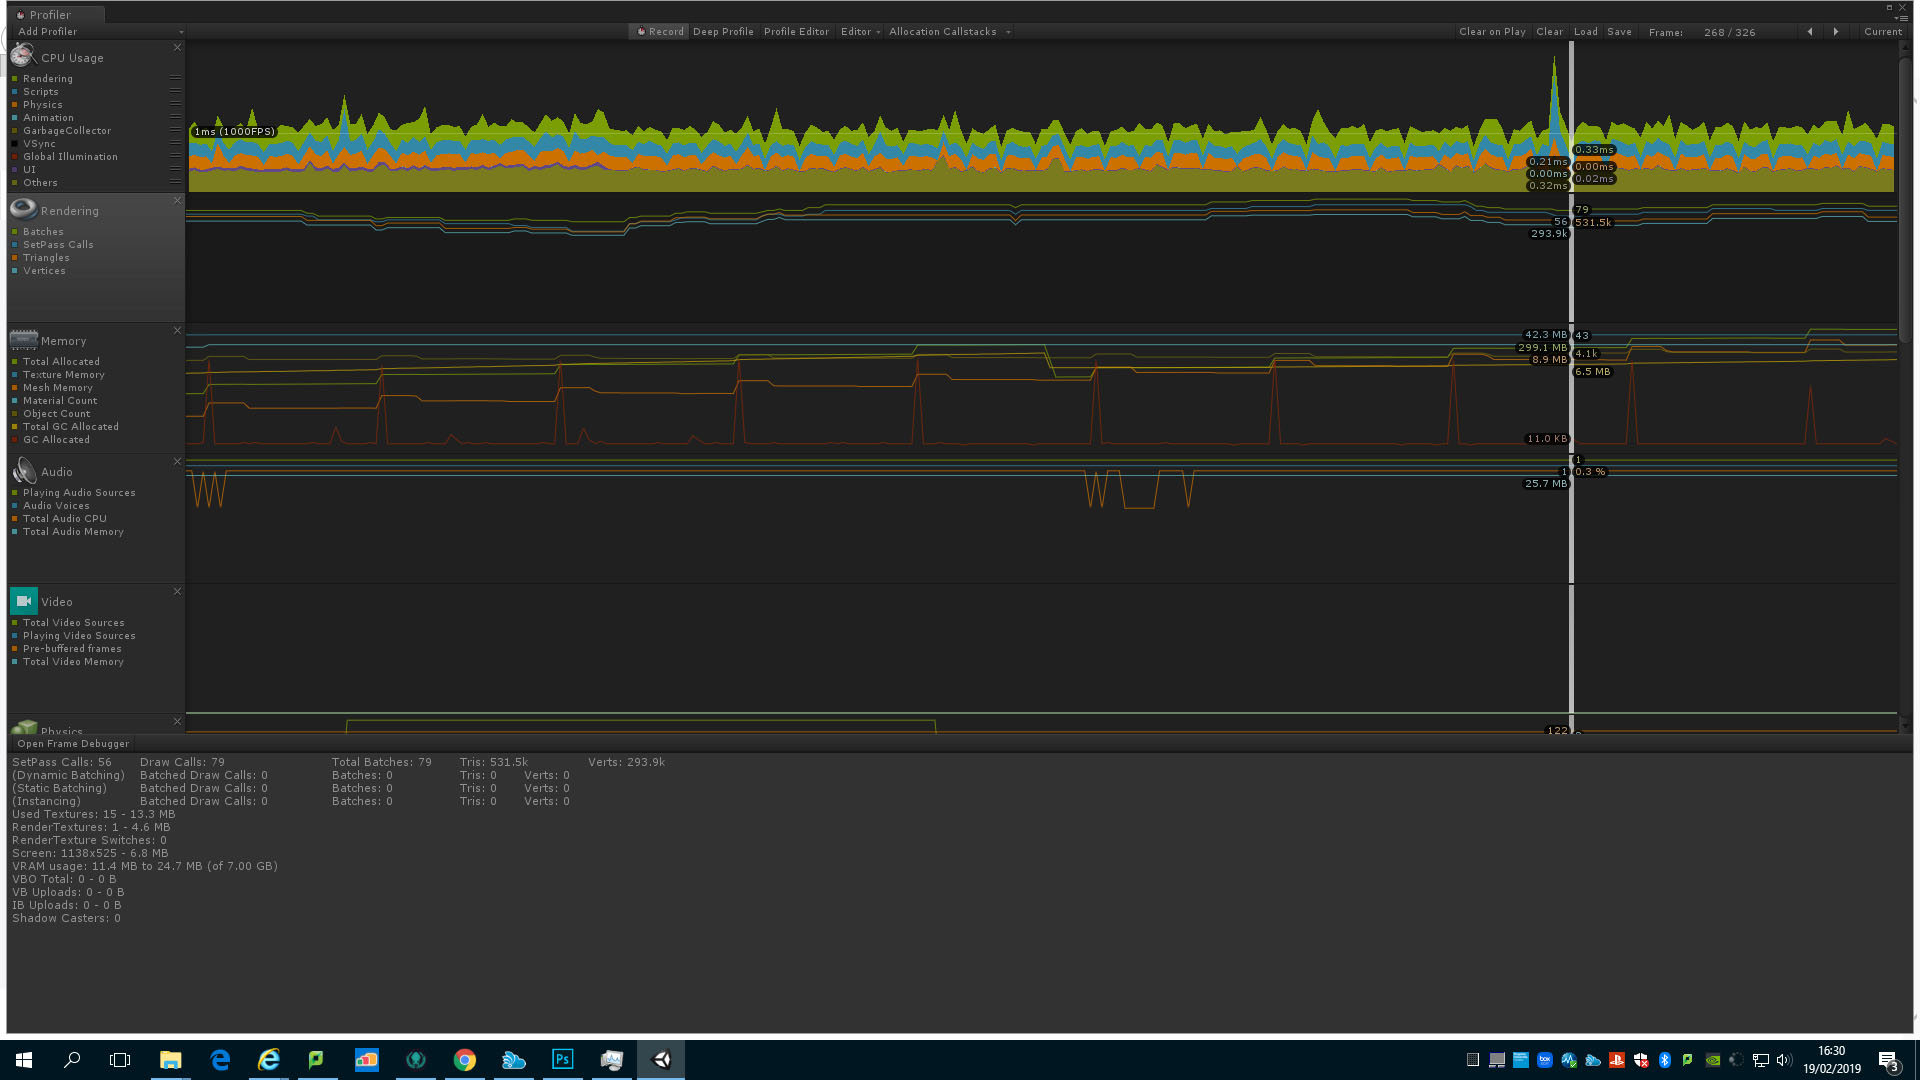 Profiler
Add Profiler
Record
Deep Profile
Profile Editor
Editor
Allocation Callstacks
Clear on Play
Clear
Load
Save
Frame:
268 / 326
Current
CPU Usage
Rendering
Scripts
Physics
Animation
GarbageCollector
VSync
Global Illumination
UI
Others
1ms (1000FPS)
0.33ms
0.21ms
0.00ms
0.00ms
0.02ms
0.32ms
Rendering
Batches
SetPass Calls
Triangles
Vertices
79
56
531.5k
293.9k
Memory
Total Allocated
Texture Memory
Mesh Memory
Material Count
Object Count
Total GC Allocated
GC Allocated
42.3 MB
43
299.1 MB
4.1k
8.9 MB
6.5 MB
11.0 KB
Audio
Playing Audio Sources
Audio Voices
Total Audio CPU
Total Audio Memory
1
1
0.3 %
25.7 MB
Video
Total Video Sources
Playing Video Sources
Pre-buffered frames
Total Video Memory
Physics
122
Open Frame Debugger
SetPass Calls: 56 Draw Calls: 79 Total Batches: 79 Tris: 531.5k Verts: 293.9k
(Dynamic Batching) Batched Draw Calls: 0 Batches: 0 Tris: 0 Verts: 0
(Static Batching) Batched Draw Calls: 0 Batches: 0 Tris: 0 Verts: 0
(Instancing) Batched Draw Calls: 0 Batches: 0 Tris: 0 Verts: 0
Used Textures: 15 - 13.3 MB
RenderTextures: 1 - 4.6 MB
RenderTexture Switches: 0
Screen: 1138x525 - 6.8 MB
VRAM usage: 11.4 MB to 24.7 MB (of 7.00 GB)
VBO Total: 0 - 0 B
VB Uploads: 0 - 0 B
IB Uploads: 0 - 0 B
Shadow Casters: 0
Ps
box
16:30
19/02/2019
3